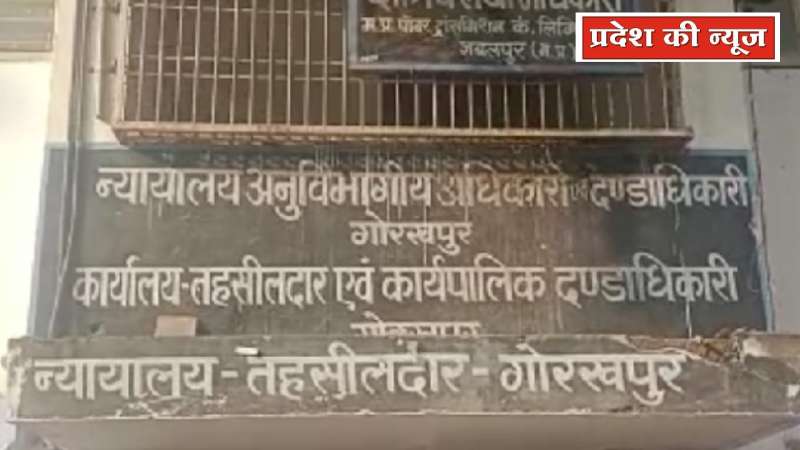 म.प्र. पॉवर ट्रांसमिशन कं. लिमि
जबलपुर (म.प्र)
प्रदेश की न्यूज
न्यायालय अनुविभागीय अधिकारी एवं दण्डाधिकारी
गोरखपुर
कार्यालय-तहसीलदार एवं कार्यपालिक दण्डाधिकारी
न्यायालय - तहसीलदार - गोरखपुर